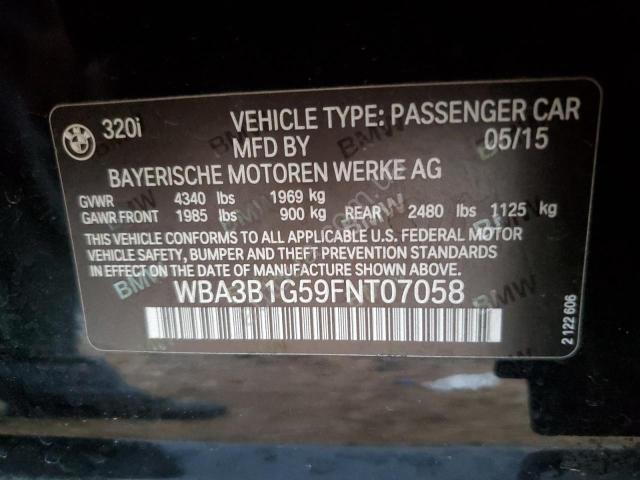 BMW 320i VEHICLE TYPE: PASSENGER CAR
MFD BY 05/15
BAYERISCHE MOTOREN WERKE AG
GVWR 4340 lbs 1969 kg
GAWR FRONT 1985 lbs 900 kg REAR 2480 lbs 1125 kg
THIS VEHICLE CONFORMS TO ALL APPLICABLE U.S. FEDERAL MOTOR
VEHICLE SAFETY, BUMPER AND THEFT PREVENTION STANDARDS
IN EFFECT ON THE DATE OF MANUFACTURE SHOWN ABOVE.
WBA3B1G59FNT07058
2 122 606